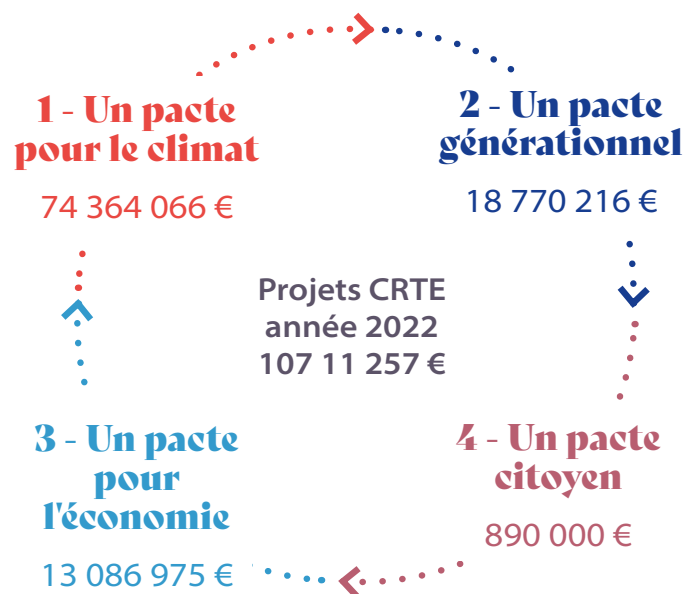 1 - Un pacte
pour le climat
74 364 066 €
2 - Un pacte
générationnel
18 770 216 €
Projets CRTE
année 2022
107 11 257 €
3 - Un pacte
pour
l'économie
13 086 975 €
4 - Un pacte
citoyen
890 000 €